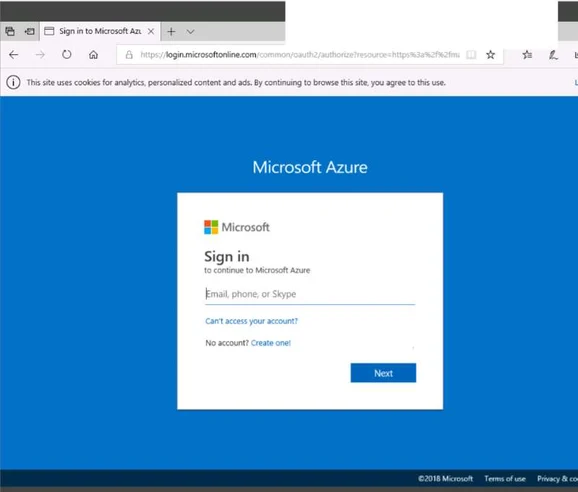 Sign in to Microsoft Az
https://login.microsoftonline.com/common/oauth2/authorize?resource=https%3a%2f%2fm
This site uses cookies for analytics, personalized content and ads. By continuing to browse this site, you agree to this use.
Microsoft Azure
Microsoft
Sign in
to continue to Microsoft Azure
Email, phone, or Skype
Can't access your account?
No account? Create one!
Next
©2018 Microsoft Terms of use Privacy & co